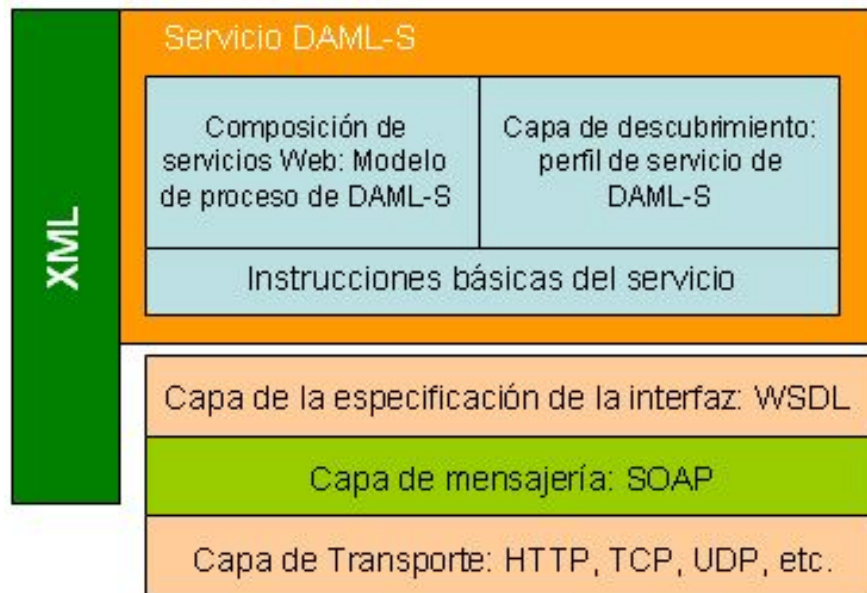 XML
Servicio DAML-S
Composición de
servicios Web: Modelo
de proceso de DAML-S
Capa de descubrimiento:
perfil de servicio de
DAML-S
Instrucciones básicas del servicio
Capa de la especificación de la interfaz: WSDL
Capa de mensajería: SOAP
Capa de Transporte: HTTP, TCP, UDP, etc.